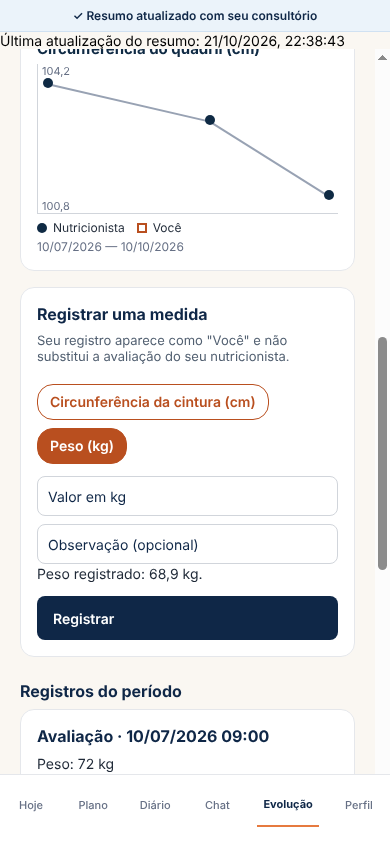 ✓ Resumo atualizado com seu consultório
Última atualização do resumo: 21/10/2026, 22:38:43
Circunferência do quadril (cm)
104,2
100,8
Nutricionista Você
10/07/2026 — 10/10/2026
Registrar uma medida
Seu registro aparece como "Você" e não
substitui a avaliação do seu nutricionista.
Circunferência da cintura (cm)
Peso (kg)
Valor em kg
Observação (opcional)
Peso registrado: 68,9 kg.
Registrar
Registros do período
Avaliação · 10/07/2026 09:00
Peso: 72 kg
Hoje Plano Diário Chat Evolução Perfil